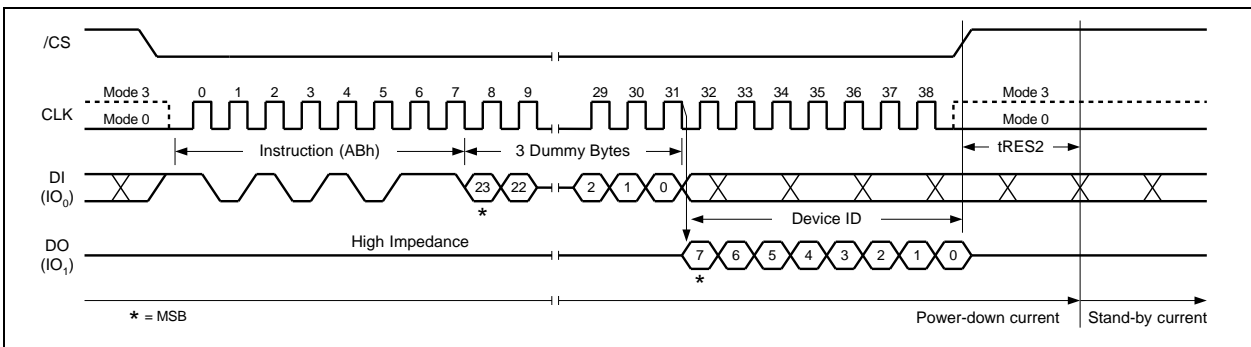 /CS
Mode 3 0 1 2 3 4 5 6 7 8 9 29 30 31 32 33 34 35 36 37 38 Mode 3
CLK
Mode 0 Mode 0
Instruction (ABh) 3 Dummy Bytes tRES2
DI
(IO0)
23 22 2 1 0
*
Device ID
DO
(IO1)
High Impedance
7 6 5 4 3 2 1 0
*
* = MSB
Power-down current Stand-by current